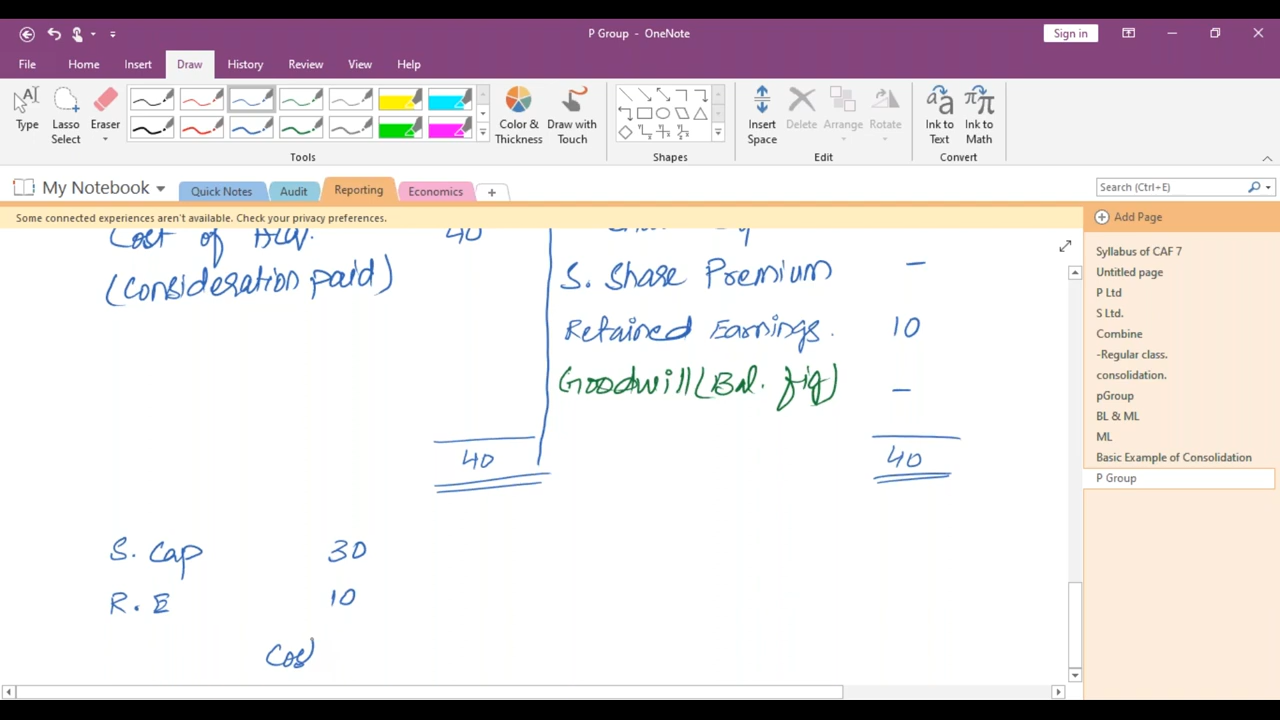 P Group - OneNote
Sign in
File Home Insert Draw History Review View Help
Type
Lasso Select
Eraser
Color & Thickness
Draw with Touch
Insert Space
Delete
Arrange
Rotate
Ink to Text
Ink to Math
Tools
Shapes
Edit
Convert
My Notebook
Quick Notes Audit Reporting Economics
Search (Ctrl+E)
Some connected experiences aren't available. Check your privacy preferences.
Add Page
Syllabus of CAF 7
Untitled page
P Ltd
S Ltd.
Combine
-Regular class.
consolidation.
pGroup
BL & ML
ML
Basic Example of Consolidation
P Group
Cost of 40
(Consideration paid)
S. Share Premium -
Retained Earnings. 10
Goodwill (Bal. fig) -
40 40
S. Cap 30
R. E 10
Cos